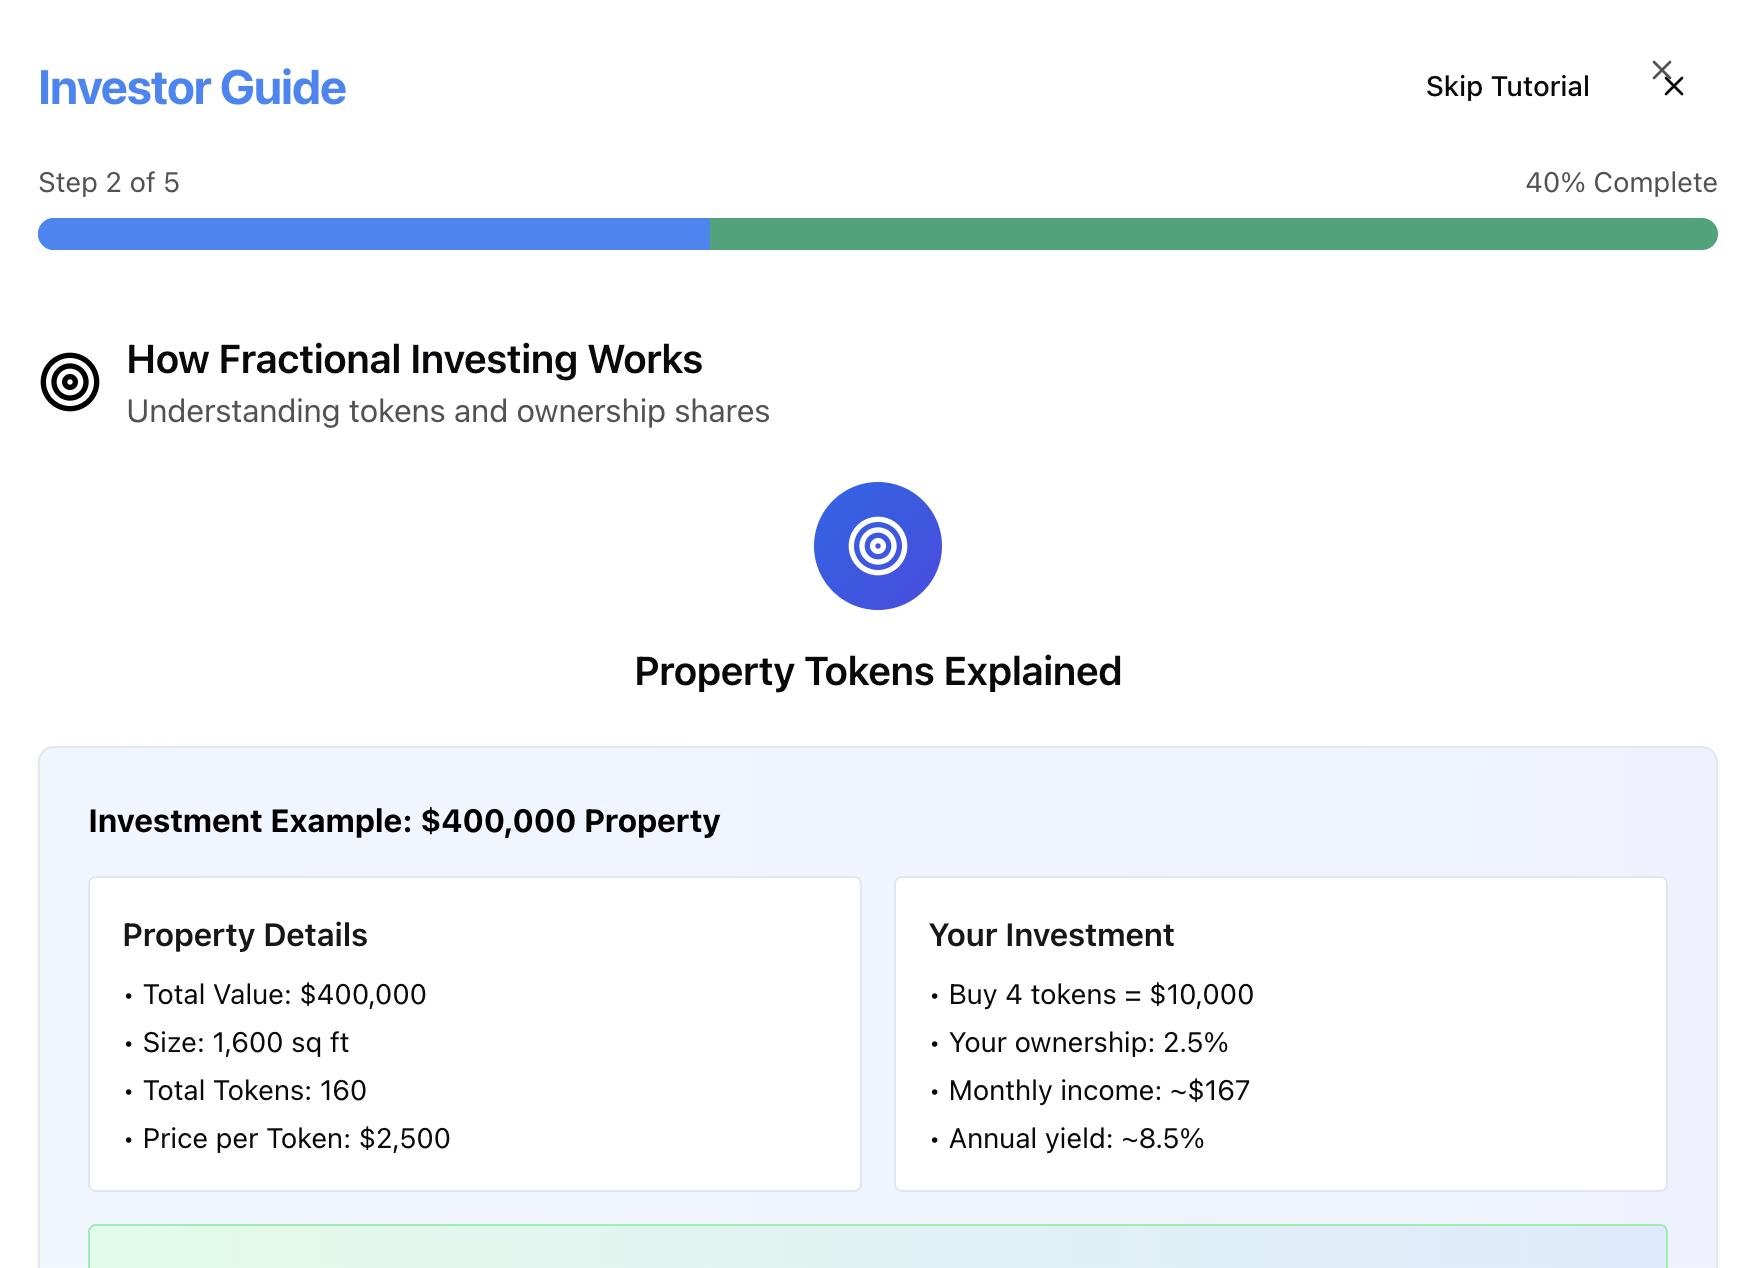 Investor Guide
Skip Tutorial
Step 2 of 5
40% Complete
How Fractional Investing Works
Understanding tokens and ownership shares
Property Tokens Explained
Investment Example: $400,000 Property
Property Details
• Total Value: $400,000
• Size: 1,600 sq ft
• Total Tokens: 160
• Price per Token: $2,500
Your Investment
• Buy 4 tokens = $10,000
• Your ownership: 2.5%
• Monthly income: ~$167
• Annual yield: ~8.5%